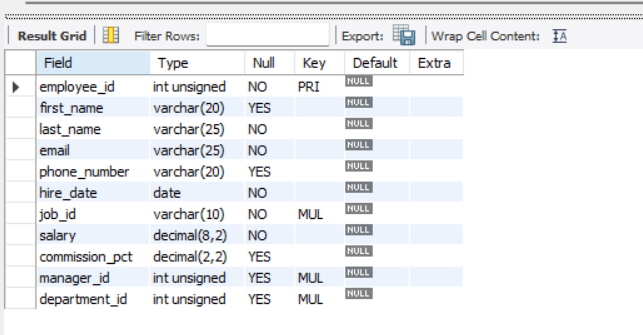 Result Grid Filter Rows: Export: Wrap Cell Content: IA
Field Type Null Key Default Extra
employee_id int unsigned NO PRI NULL
first_name varchar(20) YES NULL
last_name varchar(25) NO NULL
email varchar(25) NO NULL
phone_number varchar(20) YES NULL
hire_date date NO NULL
job_id varchar(10) NO MUL NULL
salary decimal(8,2) NO NULL
commission_pct decimal(2,2) YES NULL
manager_id int unsigned YES MUL NULL
department_id int unsigned YES MUL NULL